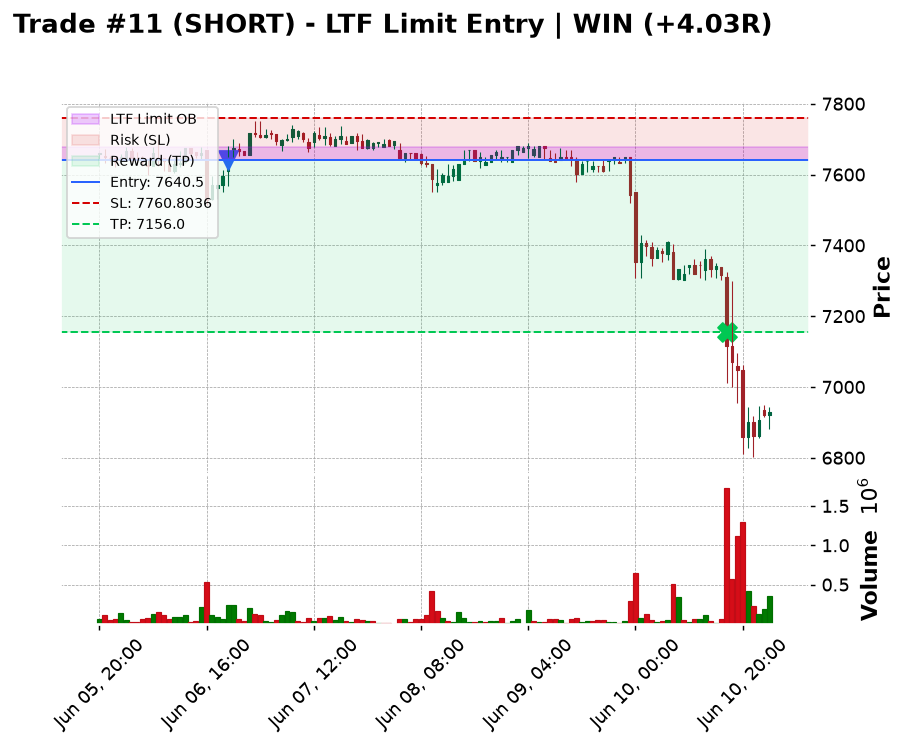 Trade #11 (SHORT) - LTF Limit Entry | WIN (+4.03R)
LTF Limit OB
Risk (SL)
Reward (TP)
Entry: 7640.5
SL: 7760.8036
TP: 7156.0
7800
7600
7400
7200
7000
6800
Price
1.5
1.0
0.5
Volume 10⁶
Jun 05, 20:00
Jun 06, 16:00
Jun 07, 12:00
Jun 08, 08:00
Jun 09, 04:00
Jun 10, 00:00
Jun 10, 20:00